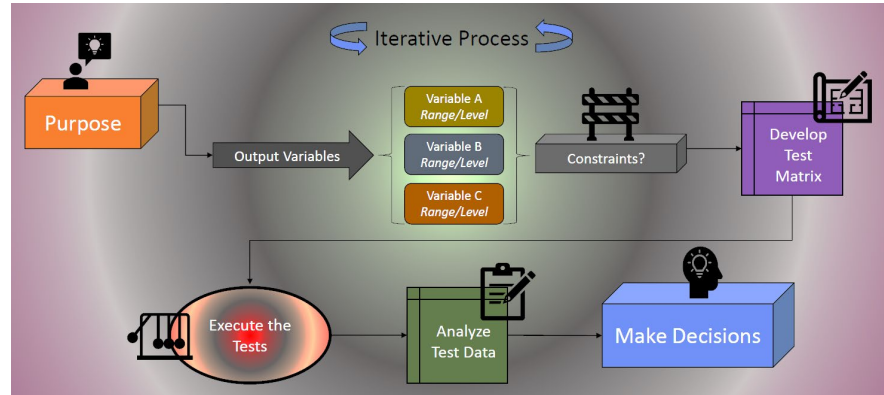 Iterative Process
Purpose
Output Variables
Variable A
Range/Level
Variable B
Range/Level
Variable C
Range/Level
Constraints?
Develop
Test
Matrix
Execute the
Tests
Analyze
Test Data
Make Decisions